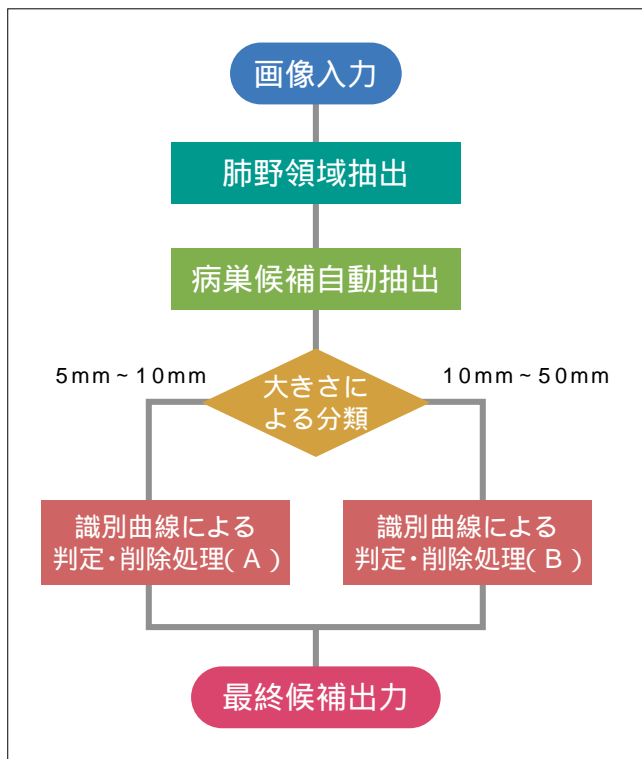 画像入力
肺野領域抽出
病巣候補自動抽出
5mm~10mm
10mm~50mm
大きさに
よる分類
識別曲線による
判定・削除処理(A)
識別曲線による
判定・削除処理(B)
最終候補出力